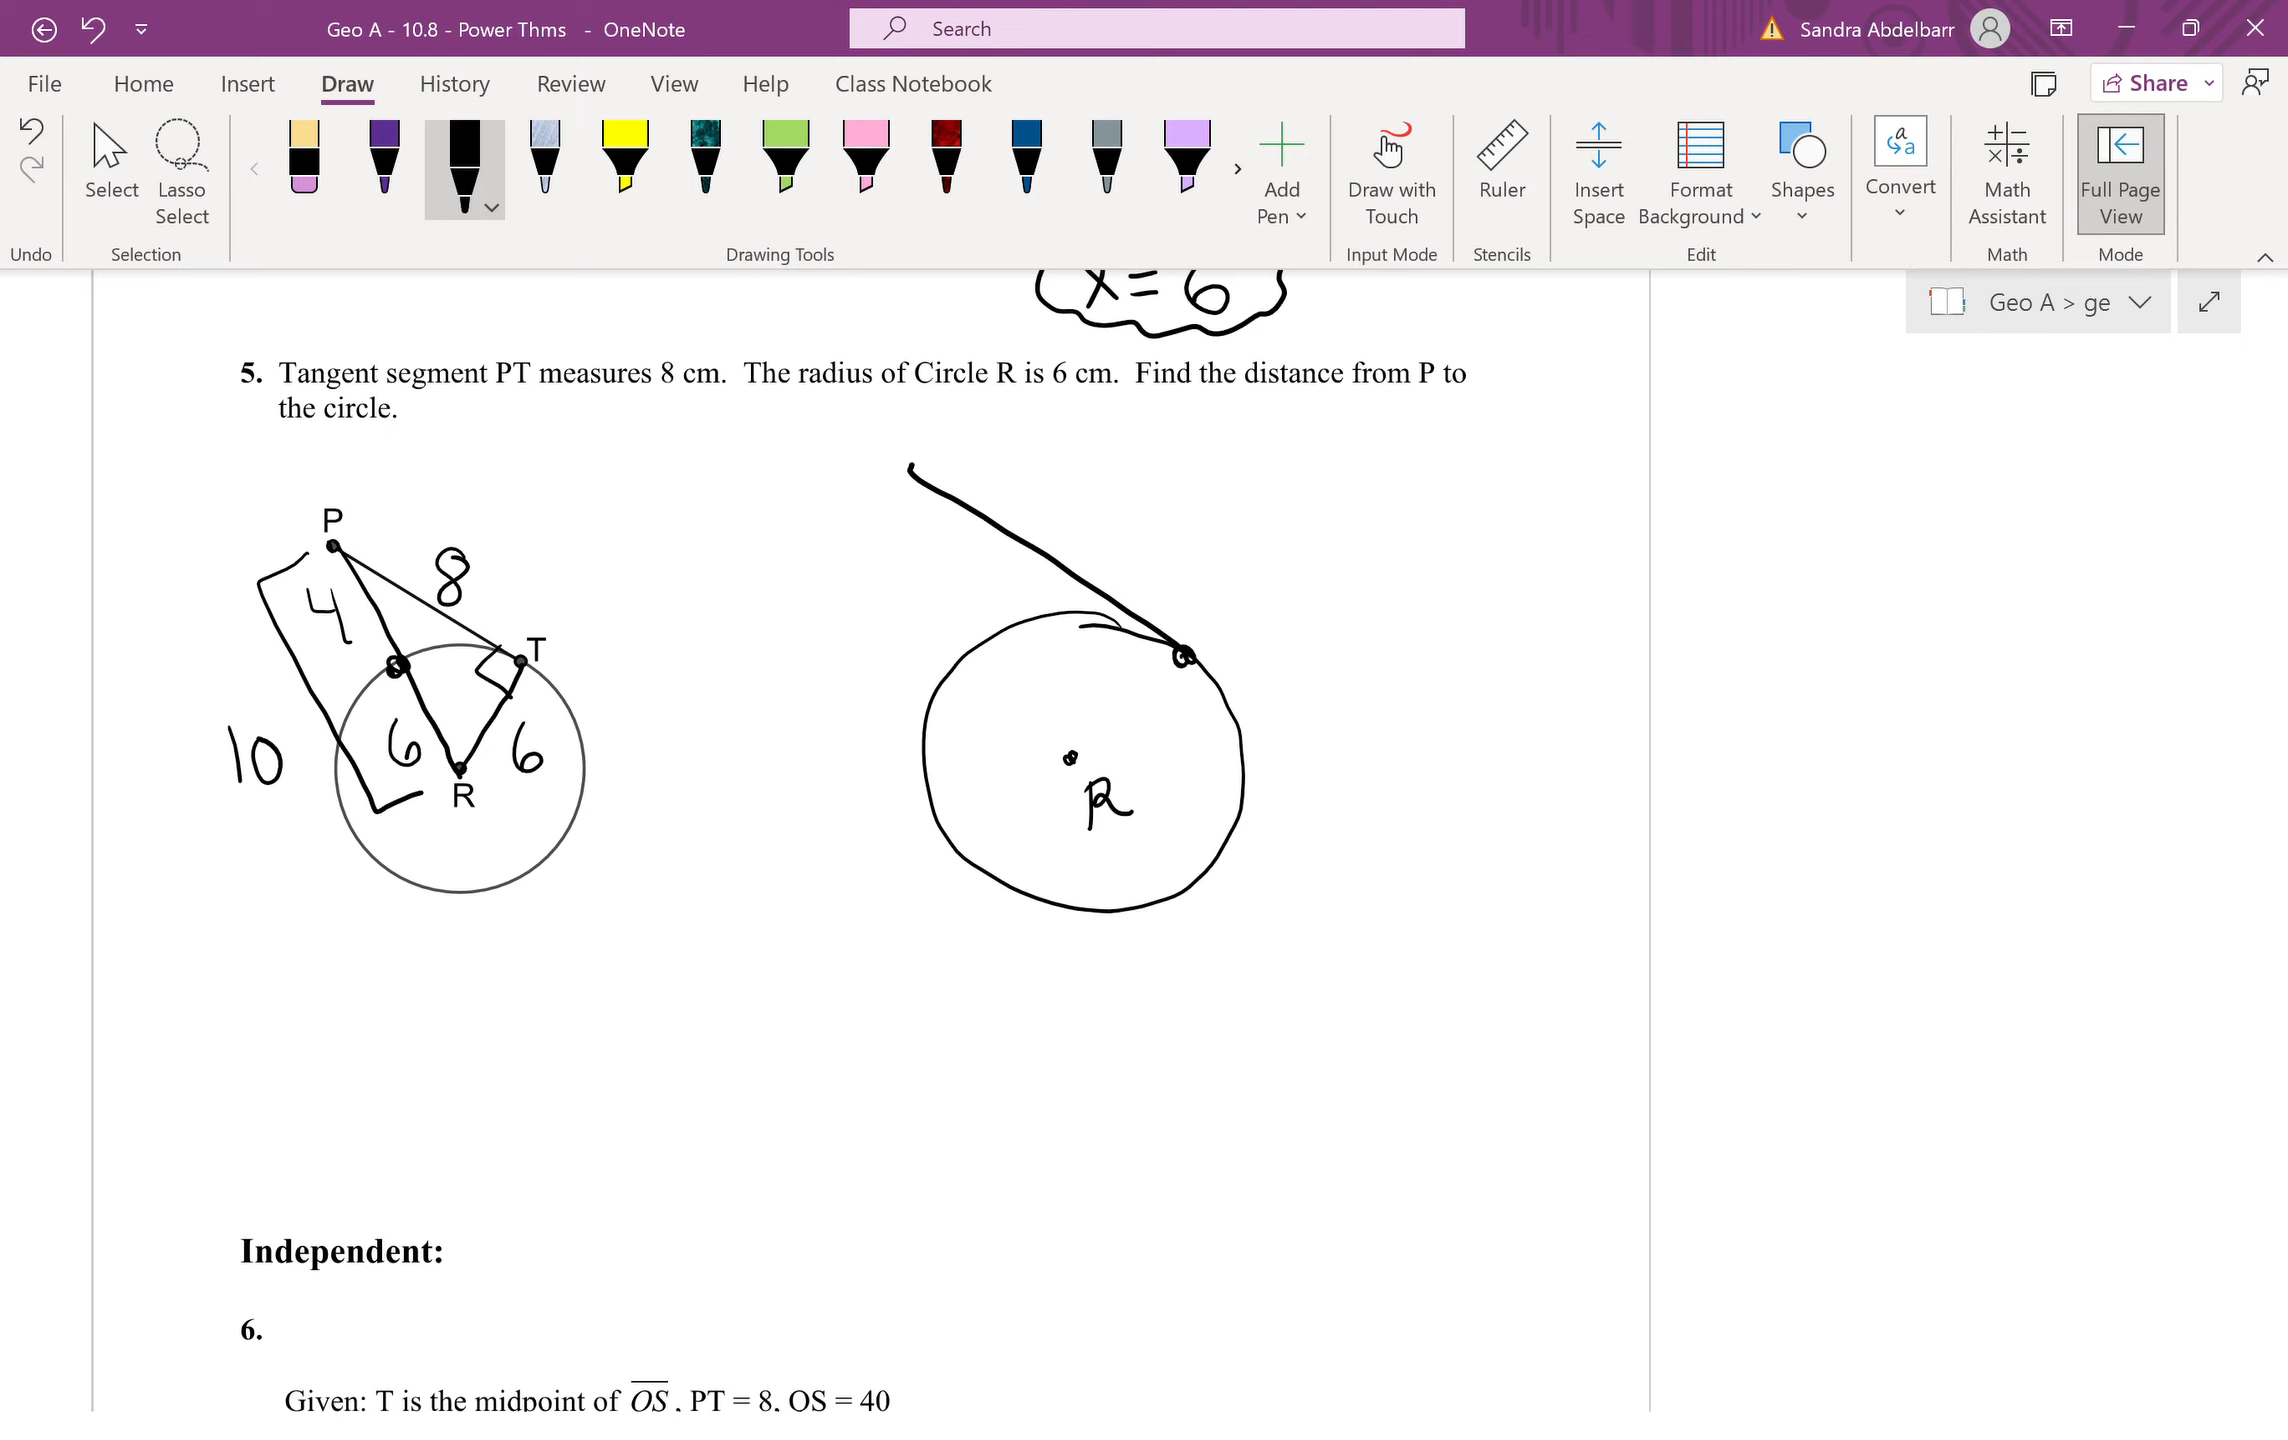 Geo A - 10.8 - Power Thms - OneNote
Search
Sandra Abdelbarr
File Home Insert Draw History Review View Help Class Notebook
Share
Select
Lasso Select
Add Pen
Draw with Touch
Ruler
Insert Space
Format Background
Shapes
Convert
Math Assistant
Full Page View
Undo Selection Drawing Tools Input Mode Stencils Edit Math Mode
Geo A > ge
x = 6
5. Tangent segment PT measures 8 cm. The radius of Circle R is 6 cm. Find the distance from P to
the circle.
P
8
4
T
10
6
6
R
R
Independent:
6.
Given: T is the midpoint of OS, PT = 8, OS = 40